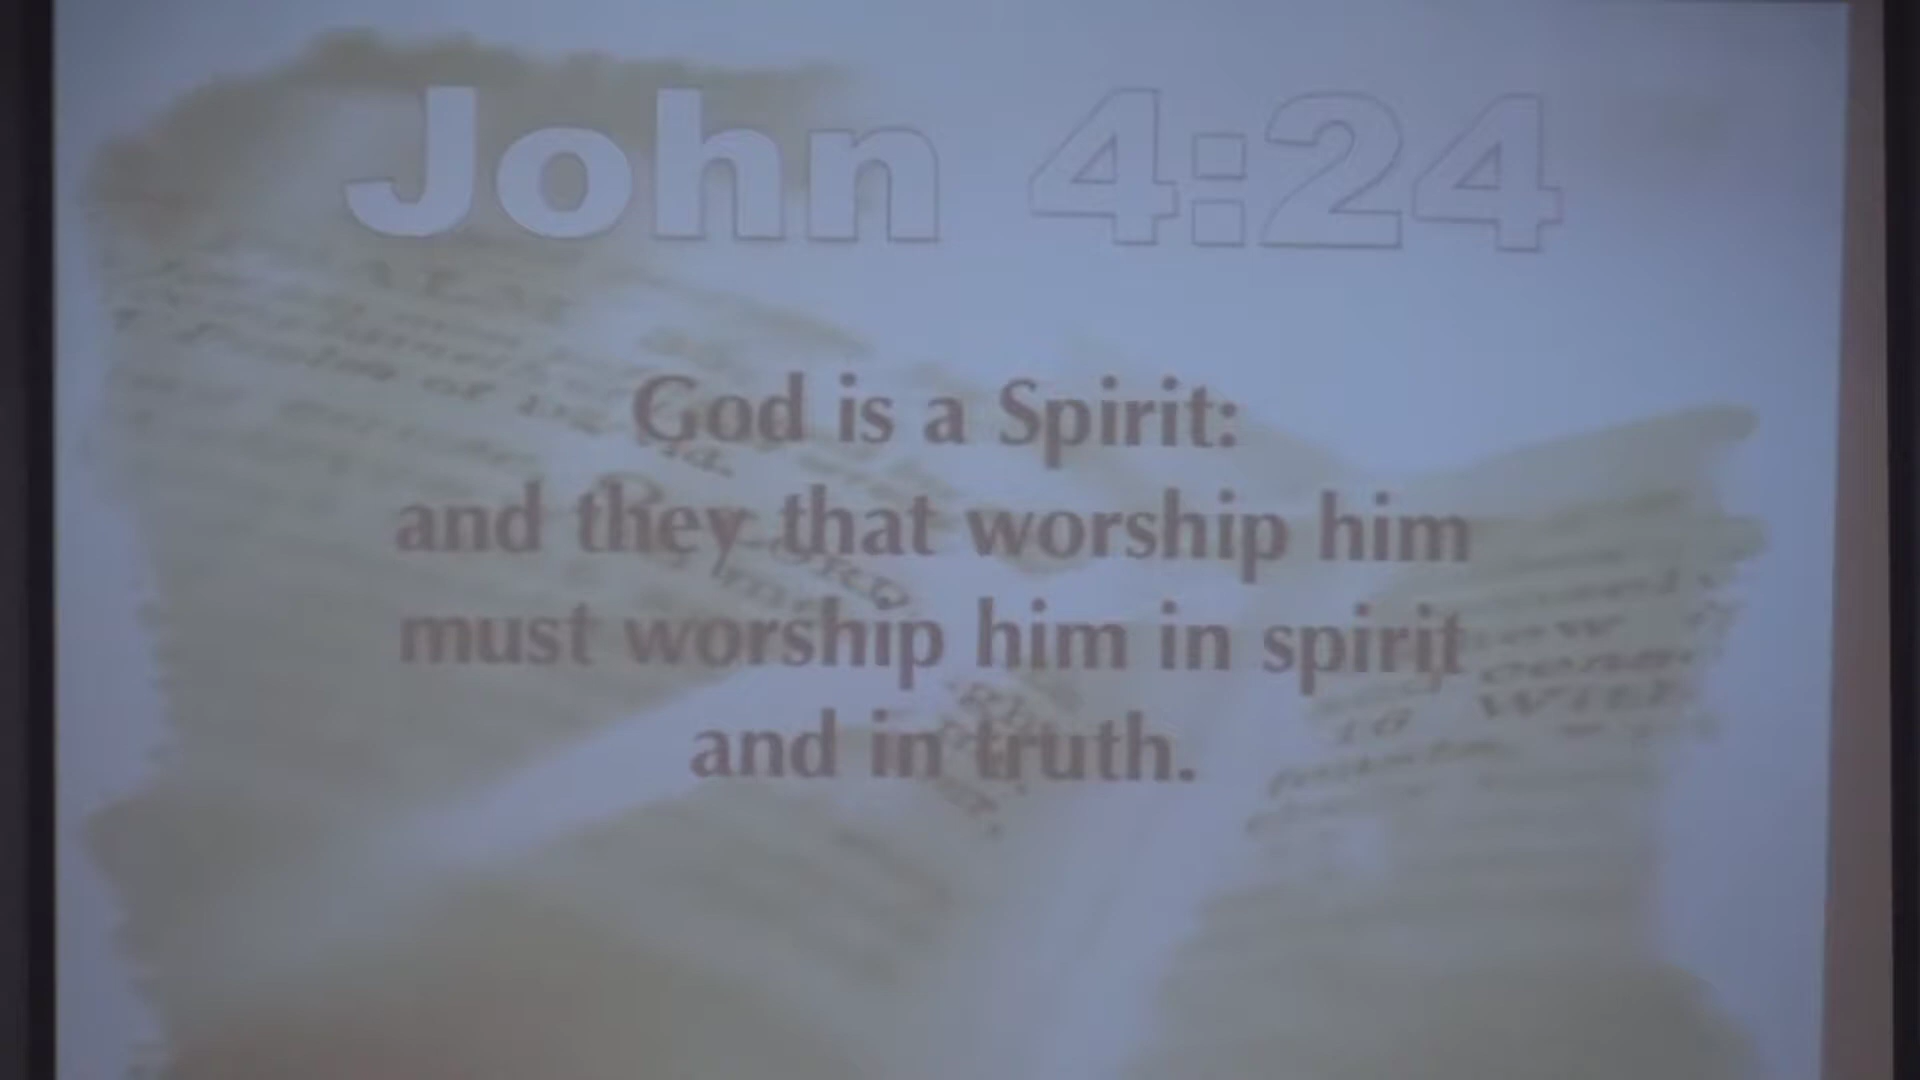 John 4:24
God is a Spirit:
and they that worship him
must worship him in spirit
and in truth.